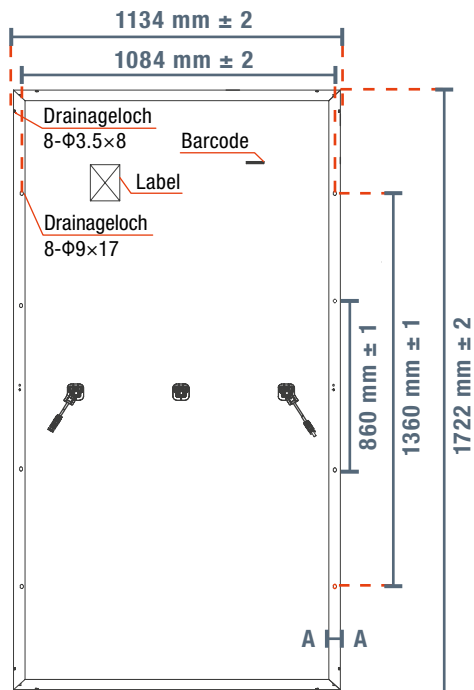 1134 mm ± 2
1084 mm ± 2
Drainageloch
8-Φ3.5×8
Barcode
Label
Drainageloch
8-Φ9×17
860 mm ± 1
1360 mm ± 1
1722 mm ± 2
A A